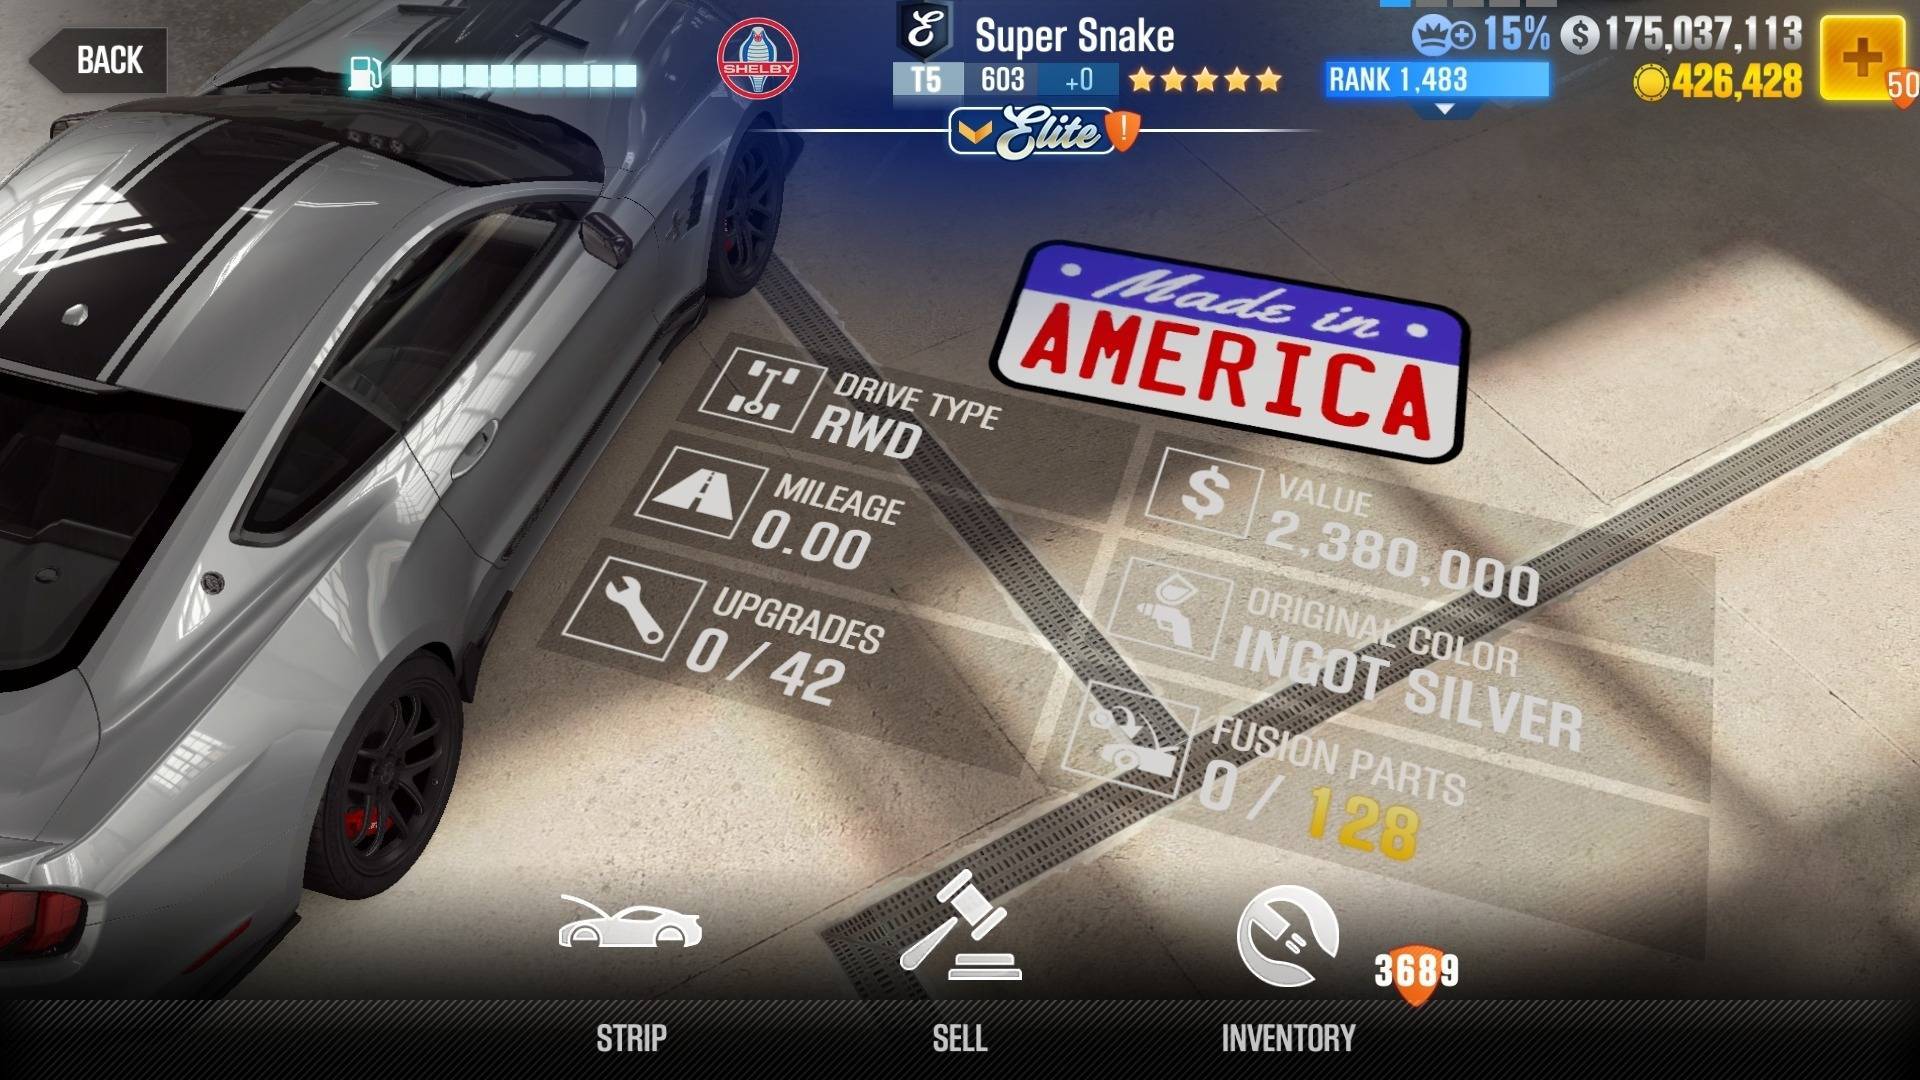 BACK
SHELBY
Super Snake
T5 603 +0
Elite !
15% $ 175,037,113
RANK 1,483 426,428
50
Made in
AMERICA
DRIVE TYPE
RWD
MILEAGE
0.00
UPGRADES
0 / 42
$ VALUE
2,380,000
ORIGINAL COLOR
INGOT SILVER
FUSION PARTS
0 / 128
3689
STRIP
SELL
INVENTORY